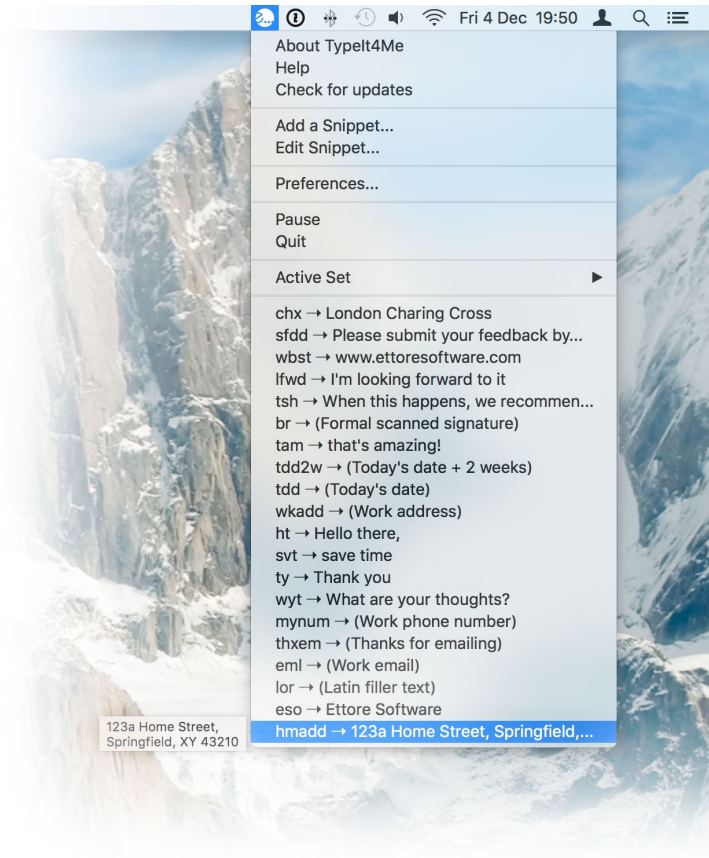 Fri 4 Dec 19:50
About TypeIt4Me
Help
Check for updates
Add a Snippet...
Edit Snippet...
Preferences...
Pause
Quit
Active Set
chx → London Charing Cross
sfdd → Please submit your feedback by...
wbst → www.ettoresoftware.com
lfwd → I'm looking forward to it
tsh → When this happens, we recommen...
br → (Formal scanned signature)
tam → that's amazing!
tdd2w → (Today's date + 2 weeks)
tdd → (Today's date)
wkadd → (Work address)
ht → Hello there,
svt → save time
ty → Thank you
wyt → What are your thoughts?
mynum → (Work phone number)
thxem → (Thanks for emailing)
eml → (Work email)
lor → (Latin filler text)
eso → Ettore Software
hmadd → 123a Home Street, Springfield,...
123a Home Street,
Springfield, XY 43210